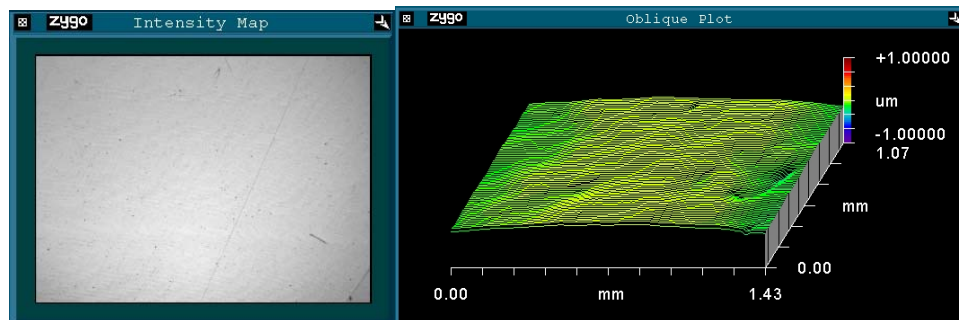 zygo Intensity Map
zygo Oblique Plot
+1.00000
um
-1.00000
1.07
mm
0.00
0.00 mm 1.43